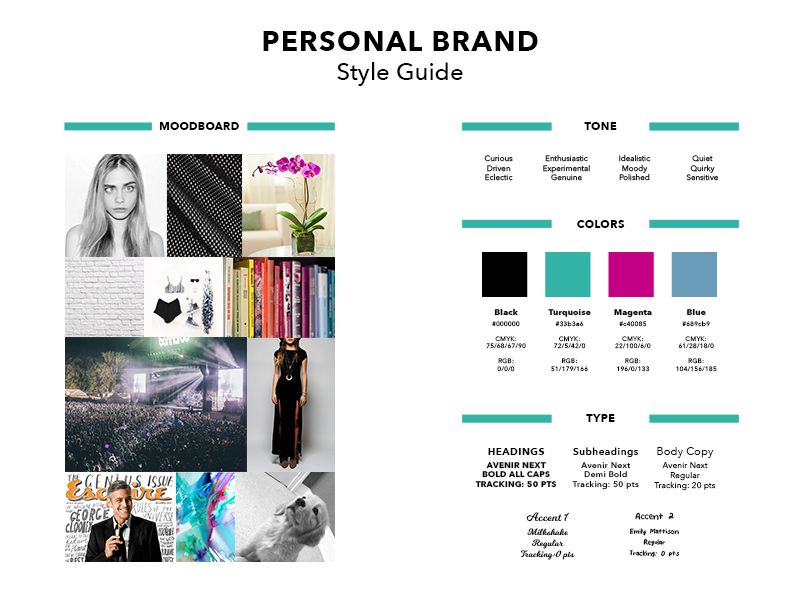 PERSONAL BRAND
Style Guide
MOODBOARD
THE GENIUS ISSUE
Esquire
GEORGE
CLOONEY
RULES OF THE
UNIVERSE
TONE
Curious
Driven
Eclectic
Enthusiastic
Experimental
Genuine
Idealistic
Moody
Polished
Quiet
Quirky
Sensitive
COLORS
Black
#000000
CMYK:
75/68/67/90
RGB:
0/0/0
Turquoise
#33b3a6
CMYK:
72/5/42/0
RGB:
51/179/166
Magenta
#c40085
CMYK:
22/100/6/0
RGB:
196/0/133
Blue
#689cb9
CMYK:
61/28/18/0
RGB:
104/156/185
TYPE
HEADINGS
AVENIR NEXT
BOLD ALL CAPS
TRACKING: 50 PTS
Subheadings
Avenir Next
Demi Bold
Tracking: 50 pts
Body Copy
Avenir Next
Regular
Tracking: 20 pts
Accent 1
Milkshake
Regular
Tracking:0 pts
Accent 2
Emily Mattison
Regular
Tracking: 0 pts